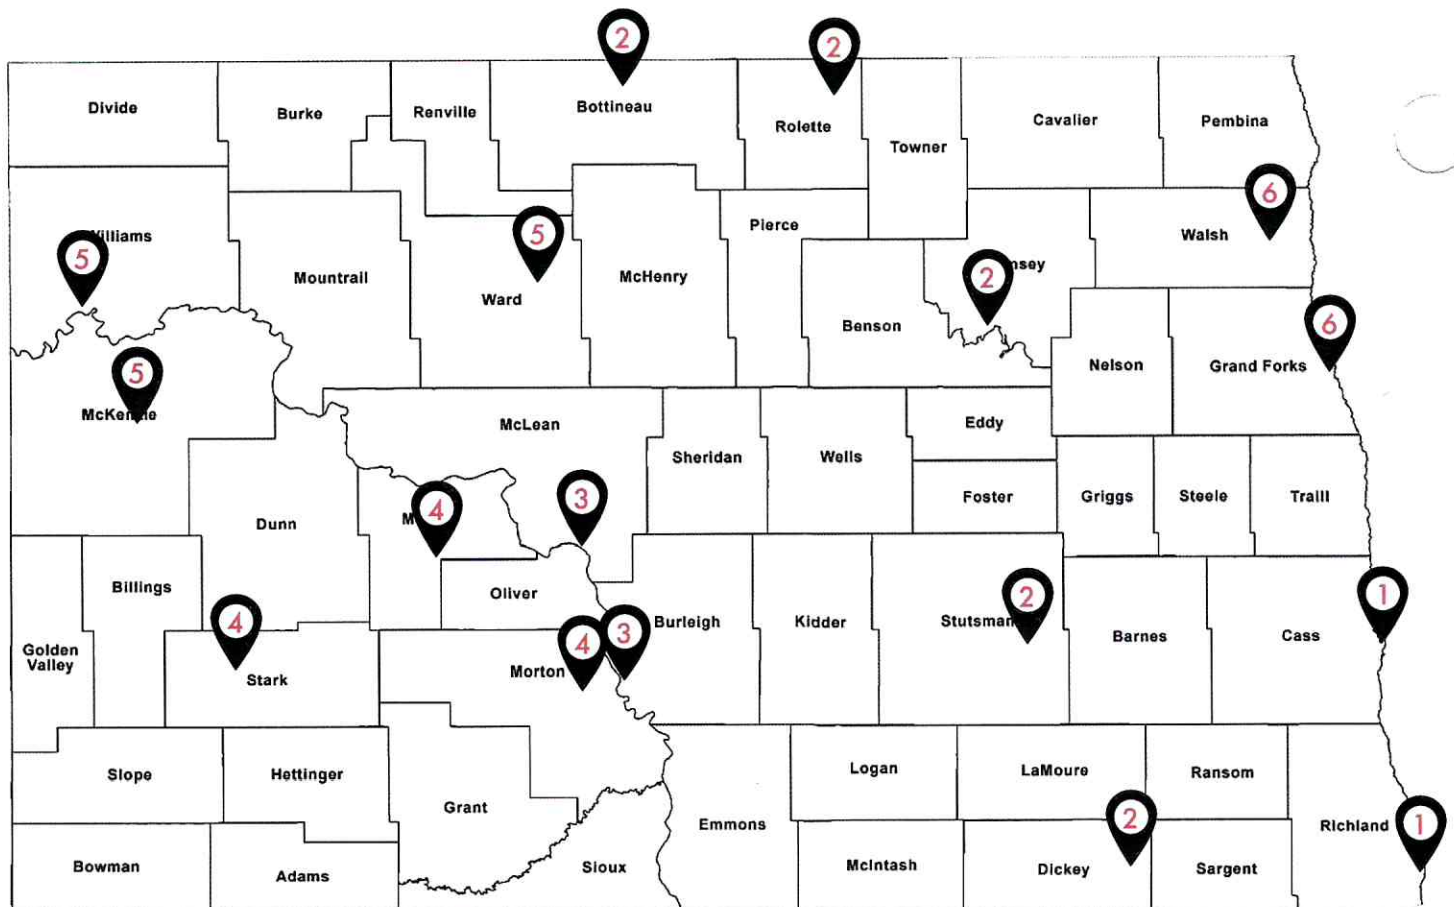 2
2
Divide
Burke
Renville
Bottineau
Rolette
Towner
Cavalier
Pembina
6
Williams
5
5
Mountrail
Ward
McHenry
Pierce
Walsh
2
Benson
6
Nelson
Grand Forks
5
McKenzie
McLean
Sheridan
Wells
Eddy
Foster
Griggs
Steele
Traill
4
3
Dunn
Billings
Oliver
Golden
Valley
4
Stark
Morton
4
3
Burleigh
Kidder
2
Stutsman
Barnes
1
Cass
Slope
Hettinger
Grant
Logan
LaMoure
Ransom
Emmons
2
Richland
1
Bowman
Adams
Sioux
McIntash
Dickey
Sargent